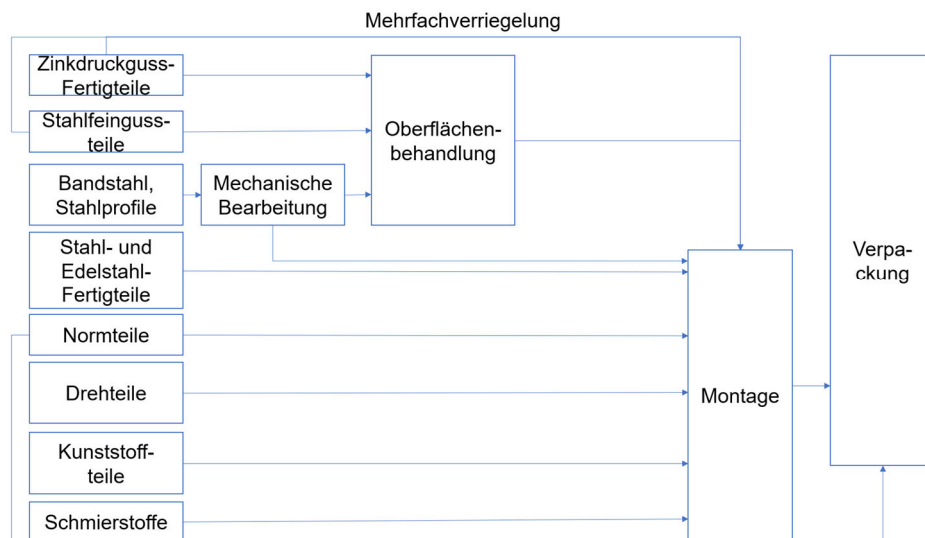 Mehrfachverriegelung
Zinkdruckguss-
Fertigteile
Stahlfeinguss-
teile
Oberflächen-
behandlung
Bandstahl,
Stahlprofile
Mechanische
Bearbeitung
Stahl- und
Edelstahl-
Fertigteile
Verpa-
ckung
Normteile
Drehteile
Montage
Kunststoff-
teile
Schmierstoffe